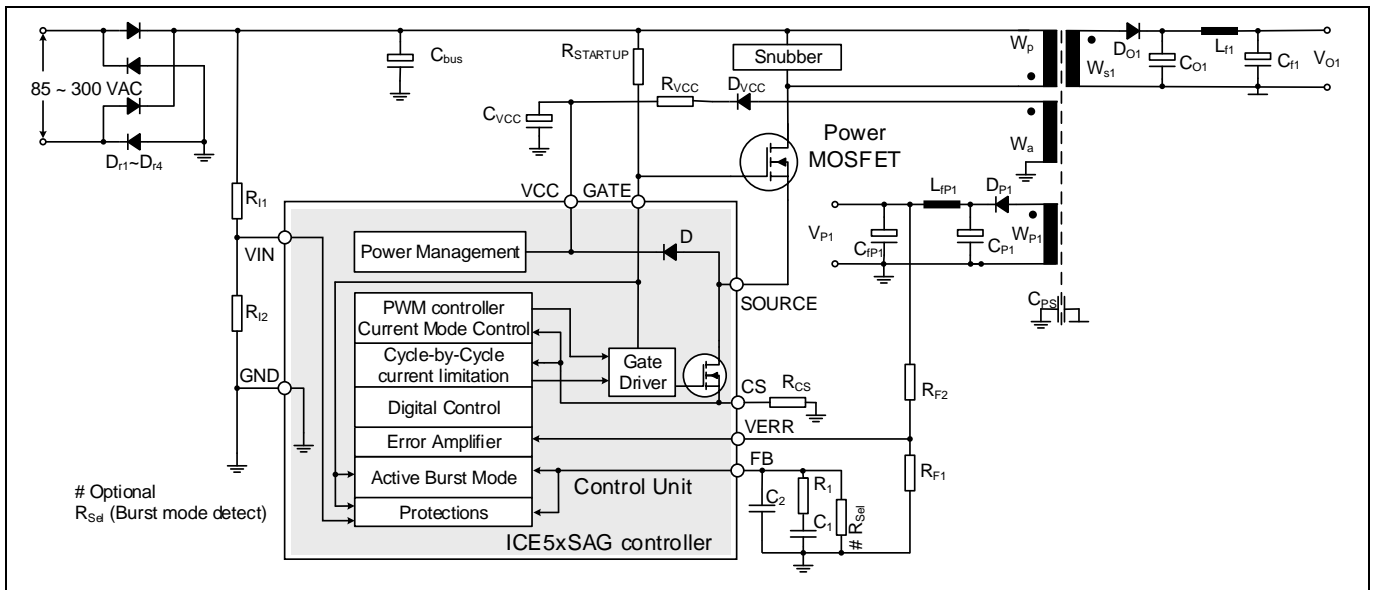 85 ~ 300 VAC
Dr1~Dr4
Cbus
RSTARTUP
Snubber
Wp
Ws1
DO1
CO1
Lf1
Cf1
VO1
CVCC
RVCC
DVCC
Power
MOSFET
Wa
VCC
GATE
RI1
VIN
RI2
GND
Power Management
D
SOURCE
VP1
CfP1
LfP1
CP1
DP1
WP1
CPS
PWM controller
Current Mode Control
Cycle-by-Cycle
current limitation
Digital Control
Error Amplifier
Active Burst Mode
Protections
Gate
Driver
CS
RCS
VERR
FB
RF2
RF1
Control Unit
C2
R1
C1
# RSel
ICE5xSAG controller
# Optional
RSel (Burst mode detect)